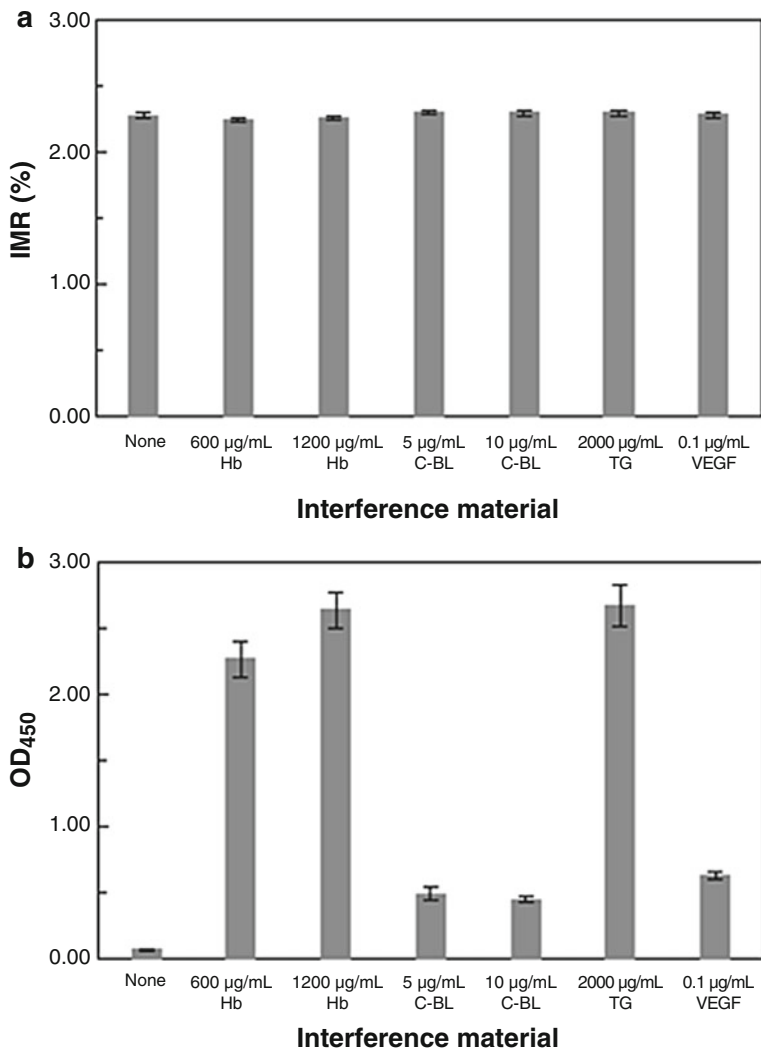 a
3.00
2.00
1.00
0.00
IMR (%)
None 600 µg/mL 1200 µg/mL 5 µg/mL 10 µg/mL 2000 µg/mL 0.1 µg/mL
Hb Hb C-BL C-BL TG VEGF
Interference material
b
3.00
2.00
1.00
0.00
OD450
None 600 µg/mL 1200 µg/mL 5 µg/mL 10 µg/mL 2000 µg/mL 0.1 µg/mL
Hb Hb C-BL C-BL TG VEGF
Interference material